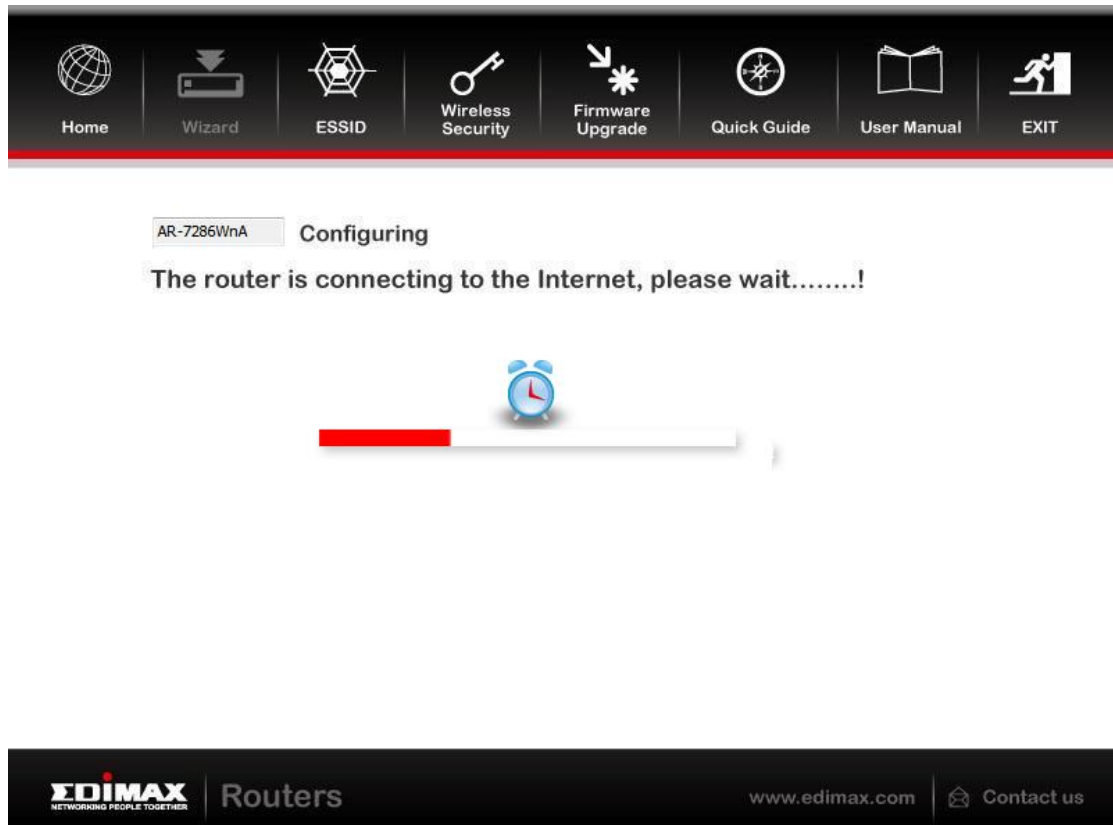 Home
Wizard
ESSID
Wireless
Security
Firmware
Upgrade
Quick Guide
User Manual
EXIT
AR-7286WnA
Configuring
The router is connecting to the Internet, please wait........!
EDIMAX
NETWORKING PEOPLE TOGETHER
Routers
www.edimax.com
Contact us